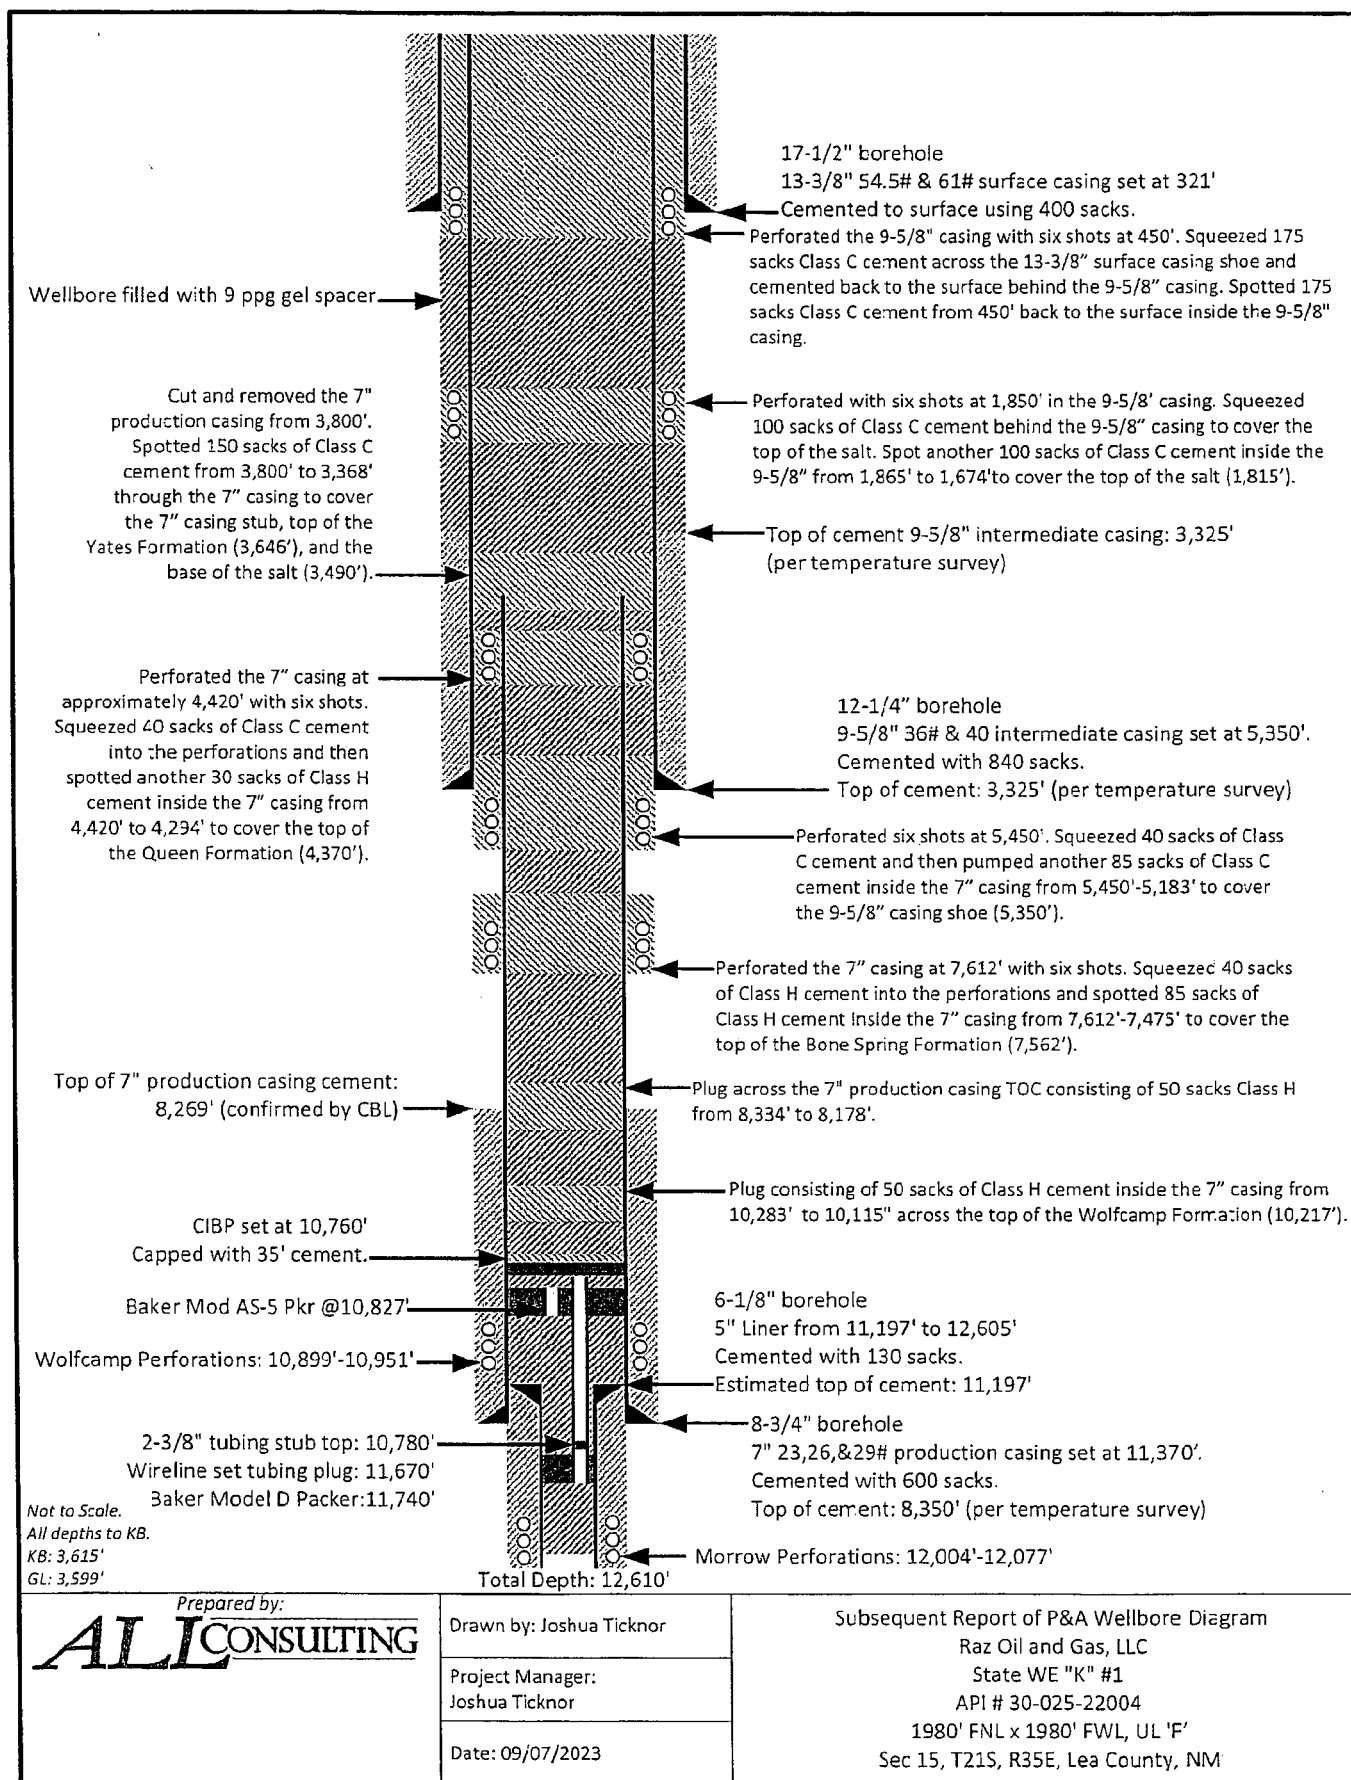 17-1/2" borehole
13-3/8" 54.5# & 61# surface casing set at 321'
Cemented to surface using 400 sacks.
Perforated the 9-5/8" casing with six shots at 450'. Squeezed 175
sacks Class C cement across the 13-3/8" surface casing shoe and
cemented back to the surface behind the 9-5/8" casing. Spotted 175
sacks Class C cement from 450' back to the surface inside the 9-5/8"
casing.
Wellbore filled with 9 ppg gel spacer
Cut and removed the 7"
production casing from 3,800'.
Spotted 150 sacks of Class C
cement from 3,800' to 3,368'
through the 7" casing to cover
the 7" casing stub, top of the
Yates Formation (3,646'), and the
base of the salt (3,490').
Perforated with six shots at 1,850' in the 9-5/8' casing. Squeezed
100 sacks of Class C cement behind the 9-5/8" casing to cover the
top of the salt. Spot another 100 sacks of Class C cement inside the
9-5/8" from 1,865' to 1,674'to cover the top of the salt (1,815').
Top of cement 9-5/8" intermediate casing: 3,325'
(per temperature survey)
Perforated the 7" casing at
approximately 4,420' with six shots.
Squeezed 40 sacks of Class C cement
into the perforations and then
spotted another 30 sacks of Class H
cement inside the 7" casing from
4,420' to 4,294' to cover the top of
the Queen Formation (4,370').
12-1/4" borehole
9-5/8" 36# & 40 intermediate casing set at 5,350'.
Cemented with 840 sacks.
Top of cement: 3,325' (per temperature survey)
Perforated six shots at 5,450'. Squeezed 40 sacks of Class
C cement and then pumped another 85 sacks of Class C
cement inside the 7" casing from 5,450'-5,183' to cover
the 9-5/8" casing shoe (5,350').
Perforated the 7" casing at 7,612' with six shots. Squeezed 40 sacks
of Class H cement into the perforations and spotted 85 sacks of
Class H cement inside the 7" casing from 7,612'-7,475' to cover the
top of the Bone Spring Formation (7,562').
Top of 7" production casing cement:
8,269' (confirmed by CBL)
Plug across the 7" production casing TOC consisting of 50 sacks Class H
from 8,334' to 8,178'.
Plug consisting of 50 sacks of Class H cement inside the 7" casing from
10,283' to 10,115" across the top of the Wolfcamp Formation (10,217').
CIBP set at 10,760'
Capped with 35' cement.
Baker Mod AS-5 Pkr @10,827'
Wolfcamp Perforations: 10,899'-10,951'
6-1/8" borehole
5" Liner from 11,197' to 12,605'
Cemented with 130 sacks.
Estimated top of cement: 11,197'
2-3/8" tubing stub top: 10,780'
Wireline set tubing plug: 11,670'
Baker Model D Packer:11,740'
8-3/4" borehole
7" 23,26,&29# production casing set at 11,370'.
Cemented with 600 sacks.
Top of cement: 8,350' (per temperature survey)
Not to Scale.
All depths to KB.
KB: 3,615'
GL: 3,599'
Morrow Perforations: 12,004'-12,077'
Total Depth: 12,610'
Prepared by:
ALL CONSULTING
Drawn by: Joshua Ticknor
Project Manager:
Joshua Ticknor
Date: 09/07/2023
Subsequent Report of P&A Wellbore Diagram
Raz Oil and Gas, LLC
State WE "K" #1
API # 30-025-22004
1980' FNL x 1980' FWL, UL 'F'
Sec 15, T21S, R35E, Lea County, NM